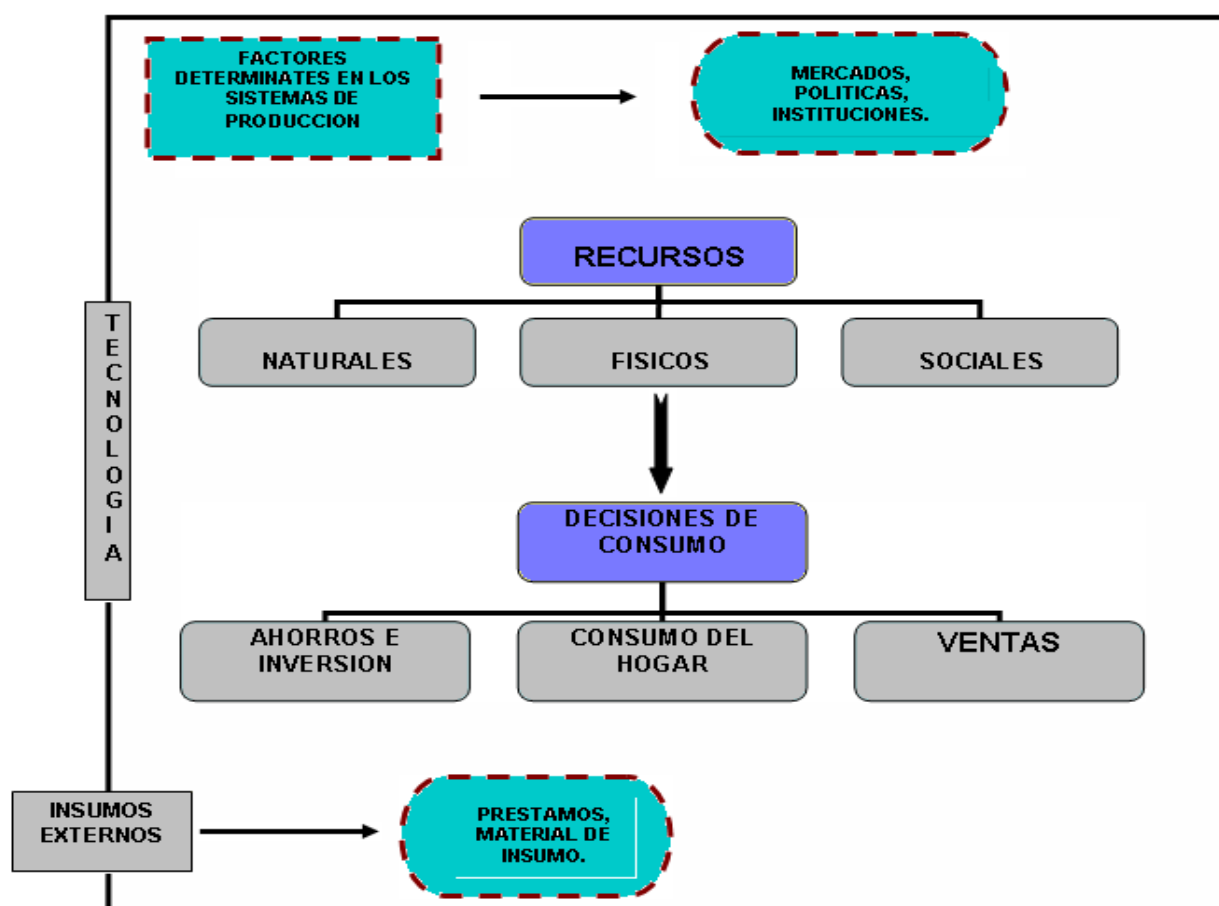 FACTORES
DETERMINATES EN LOS
SISTEMAS DE
PRODUCCION
MERCADOS,
POLITICAS,
INSTITUCIONES.
RECURSOS
NATURALES
FISICOS
SOCIALES
TECNOLOGIA
DECISIONES DE
CONSUMO
AHORROS E
INVERSION
CONSUMO DEL
HOGAR
VENTAS
INSUMOS
EXTERNOS
PRESTAMOS,
MATERIAL DE
INSUMO.